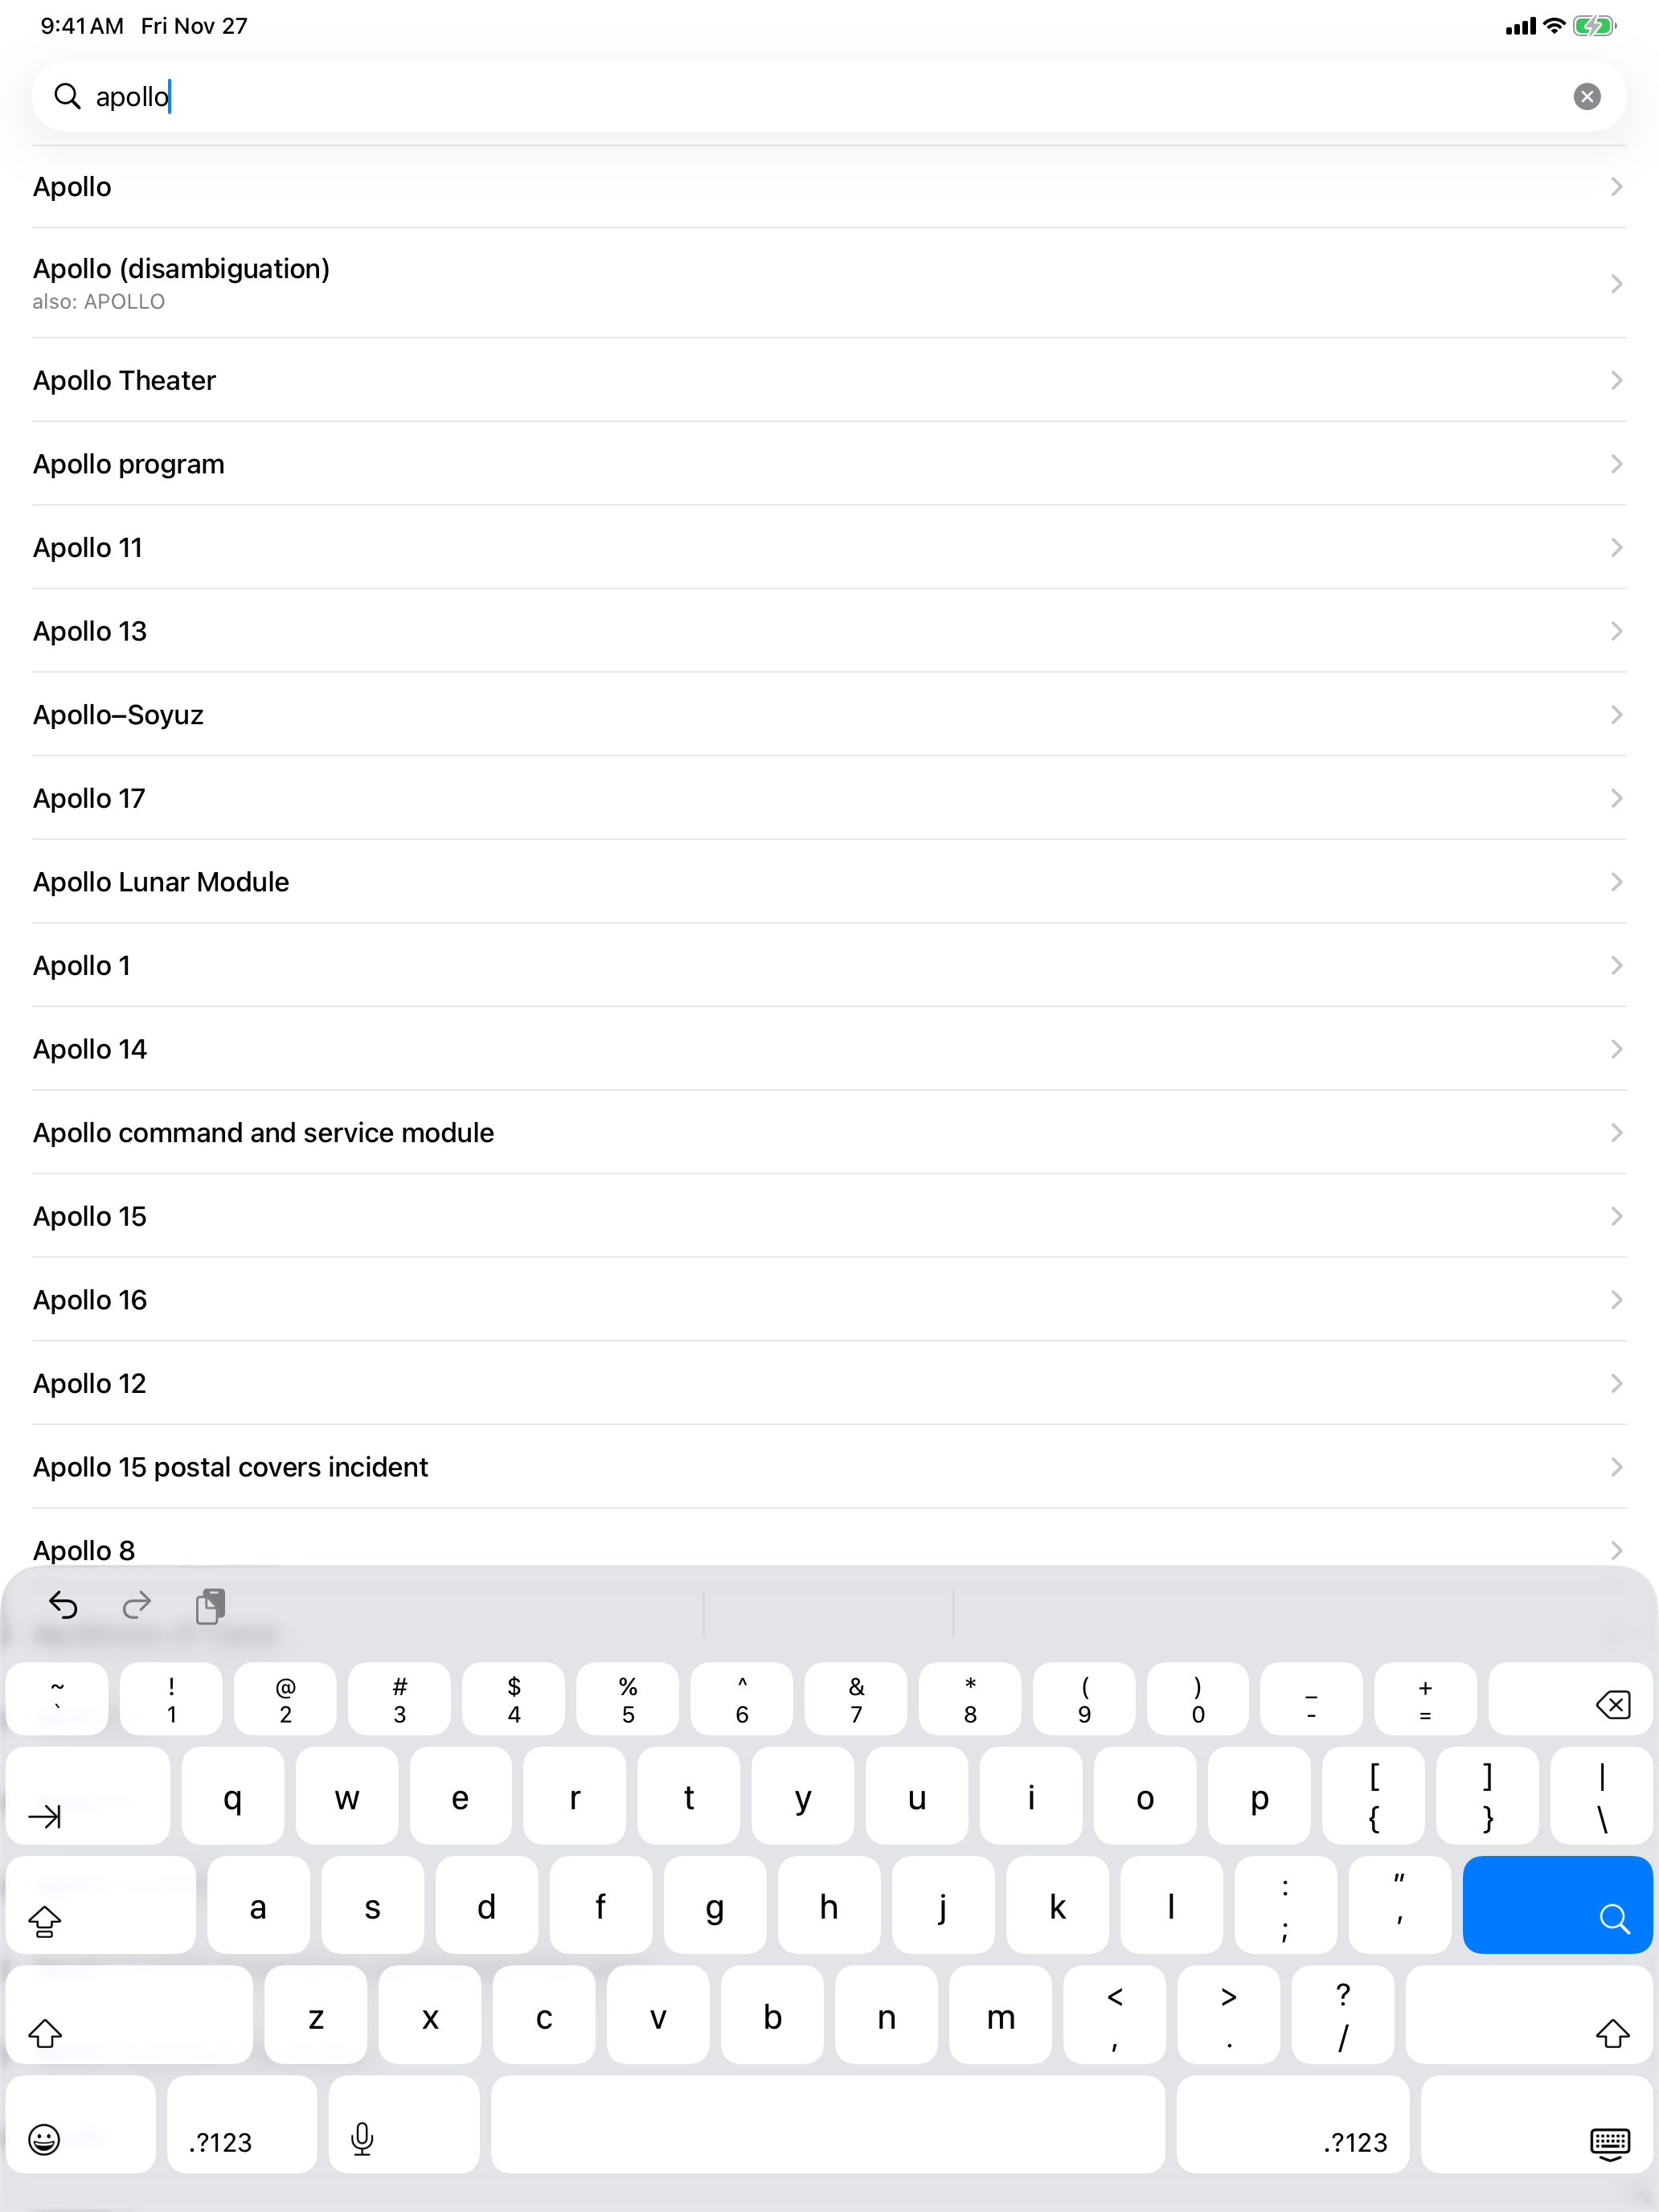 9:41 AM Fri Nov 27
apollo
Apollo
Apollo (disambiguation)
also: APOLLO
Apollo Theater
Apollo program
Apollo 11
Apollo 13
Apollo–Soyuz
Apollo 17
Apollo Lunar Module
Apollo 1
Apollo 14
Apollo command and service module
Apollo 15
Apollo 16
Apollo 12
Apollo 15 postal covers incident
Apollo 8
~ ! @ # $ % ^ & * ( ) _ +
` 1 2 3 4 5 6 7 8 9 0 - =
q w e r t y u i o p [ ] |
{ } \
a s d f g h j k l : "
; '
z x c v b n m < > ?
, . /
.?123 .?123